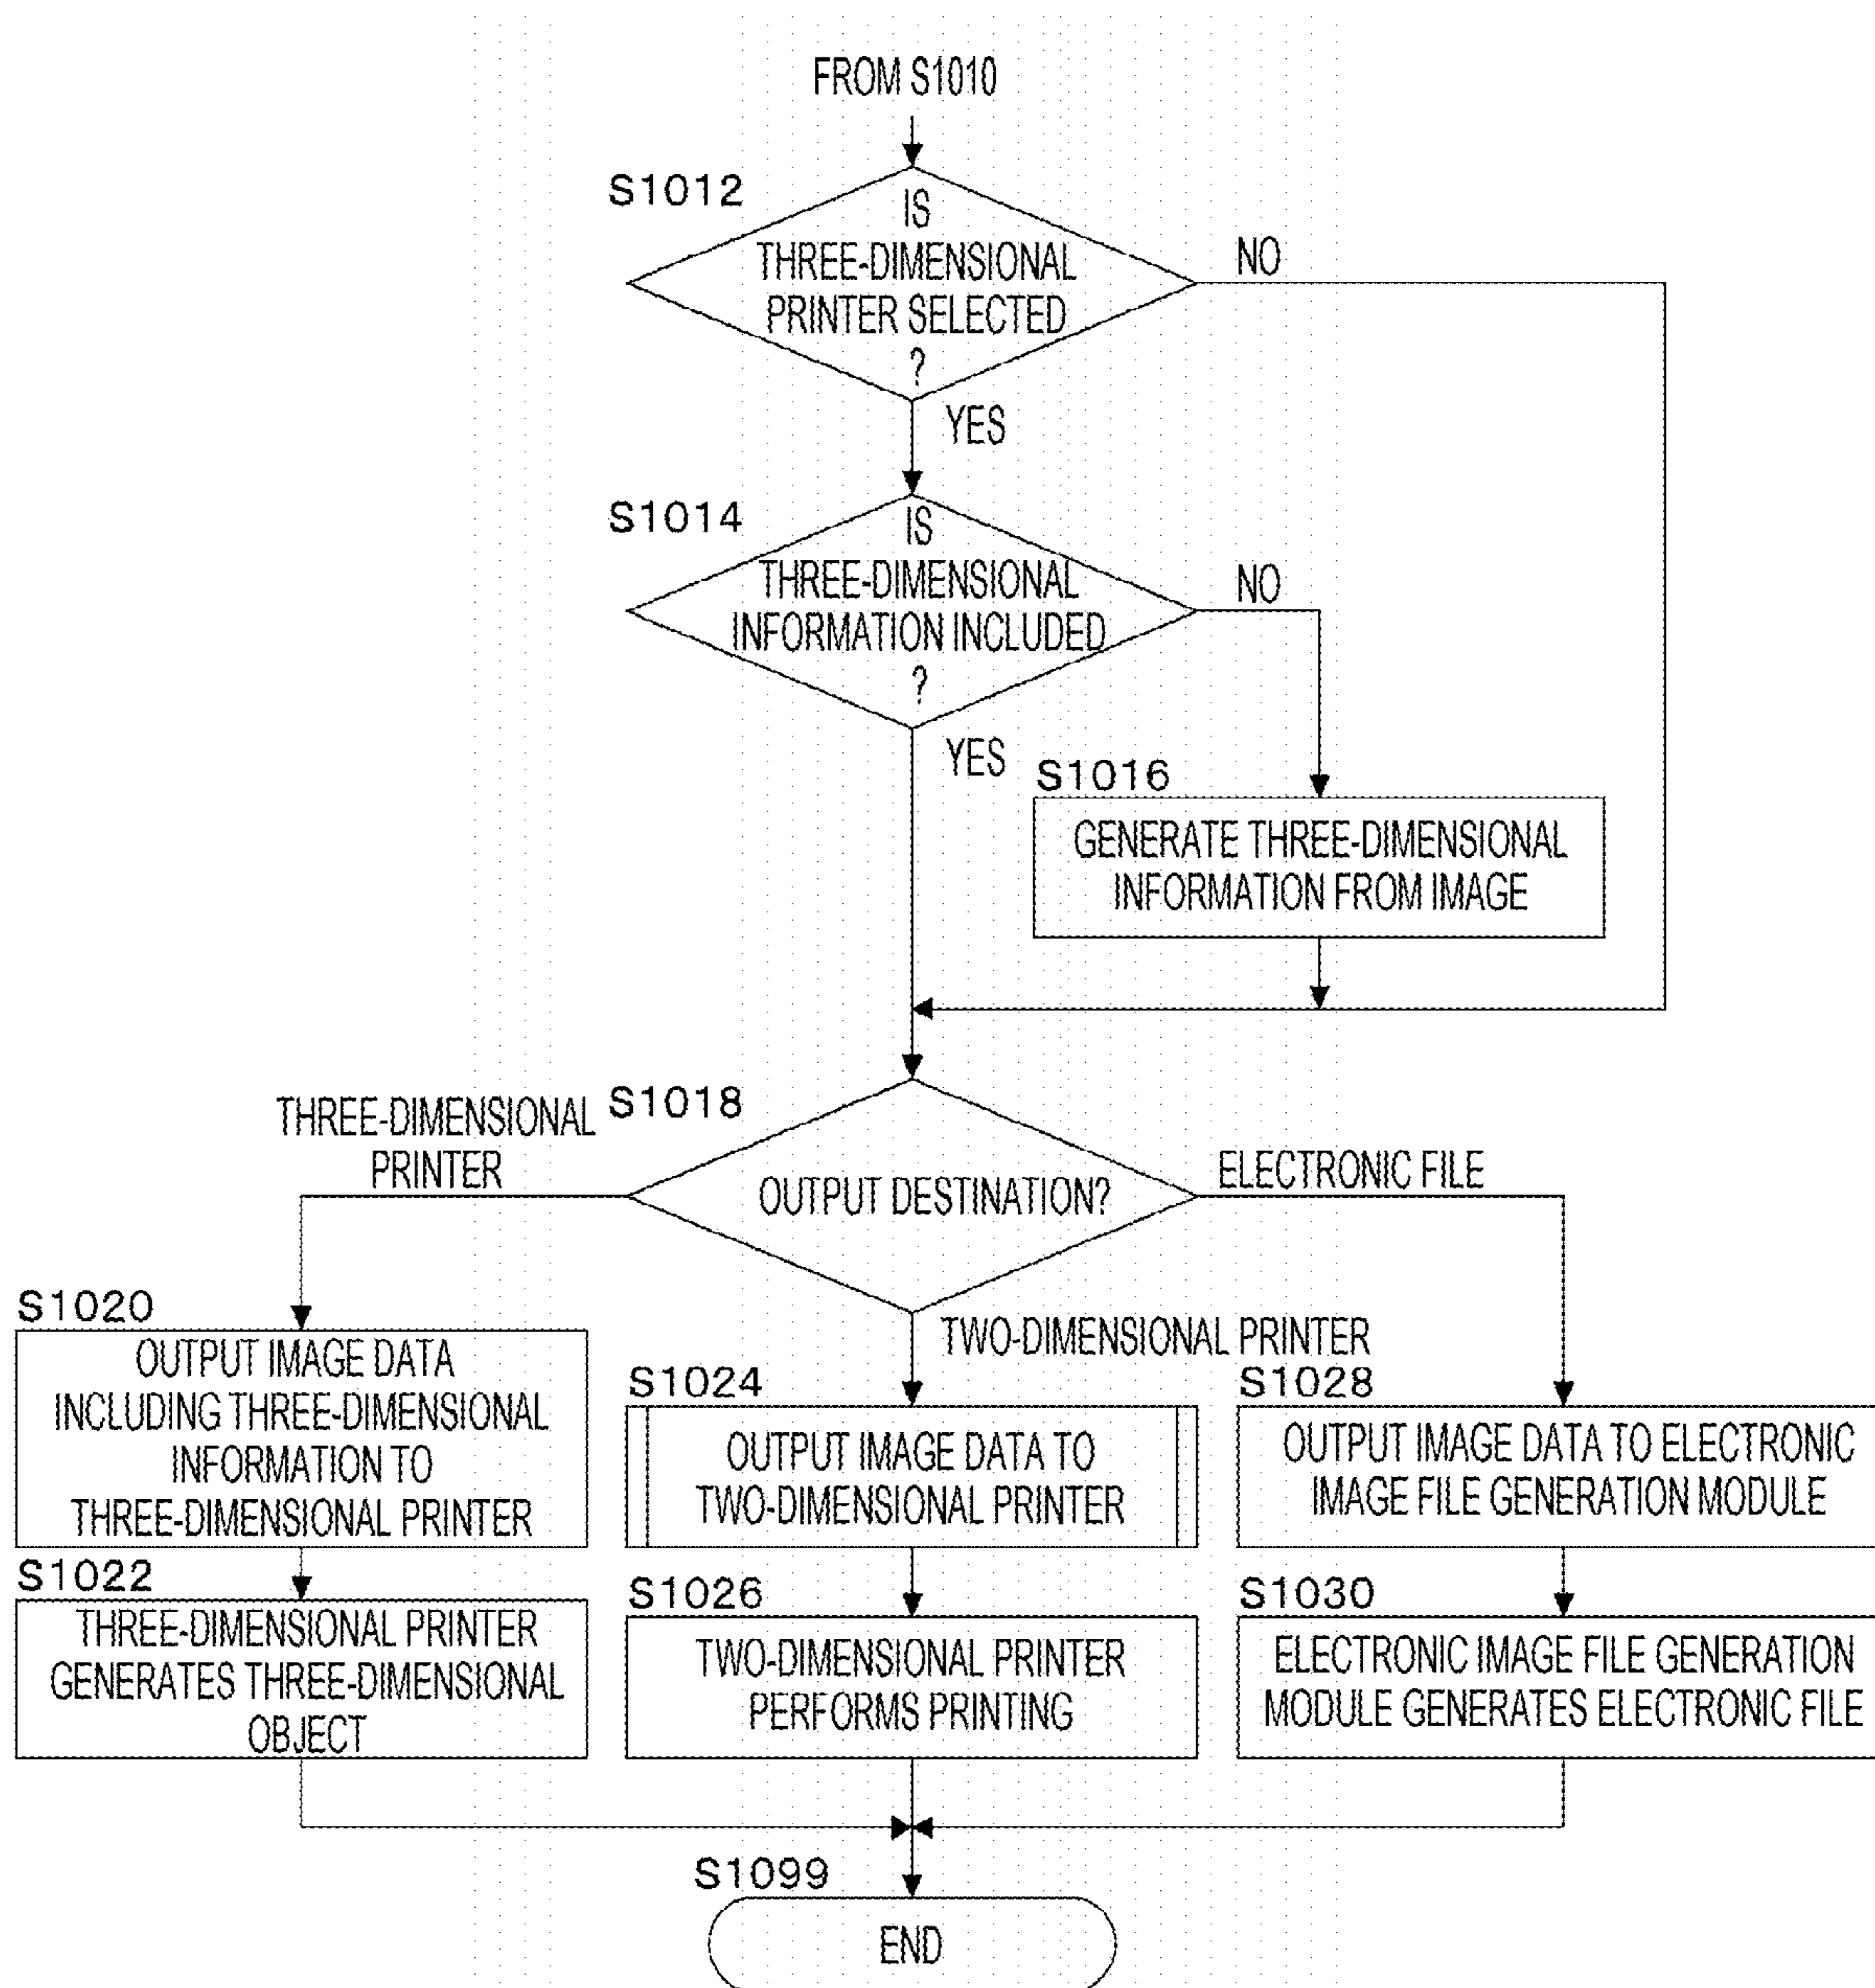 FROM S1010
S1012
IS
THREE-DIMENSIONAL
PRINTER SELECTED
?
NO
YES
S1014
IS
THREE-DIMENSIONAL
INFORMATION INCLUDED
?
NO
YES
S1016
GENERATE THREE-DIMENSIONAL
INFORMATION FROM IMAGE
S1018
OUTPUT DESTINATION?
THREE-DIMENSIONAL
PRINTER
ELECTRONIC FILE
TWO-DIMENSIONAL PRINTER
S1020
OUTPUT IMAGE DATA
INCLUDING THREE-DIMENSIONAL
INFORMATION TO
THREE-DIMENSIONAL PRINTER
S1022
THREE-DIMENSIONAL PRINTER
GENERATES THREE-DIMENSIONAL
OBJECT
S1024
OUTPUT IMAGE DATA TO
TWO-DIMENSIONAL PRINTER
S1026
TWO-DIMENSIONAL PRINTER
PERFORMS PRINTING
S1028
OUTPUT IMAGE DATA TO ELECTRONIC
IMAGE FILE GENERATION MODULE
S1030
ELECTRONIC IMAGE FILE GENERATION
MODULE GENERATES ELECTRONIC FILE
S1099
END